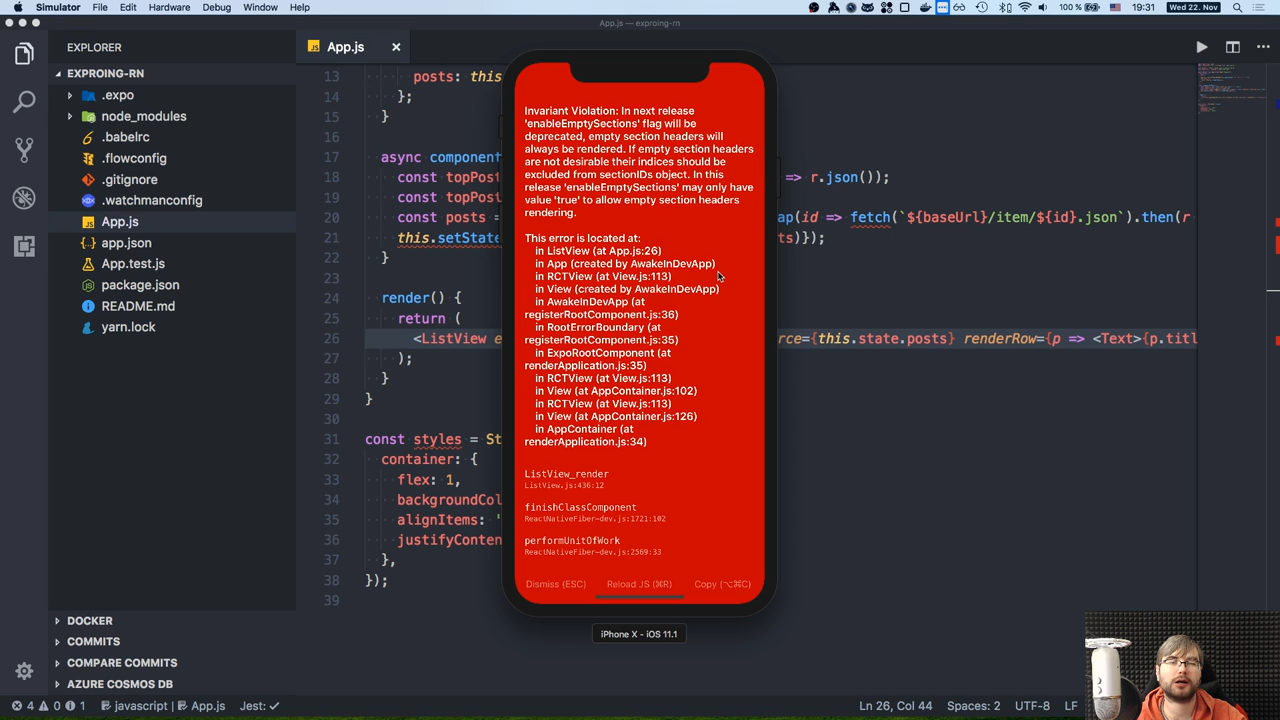 Simulator File Edit Hardware Debug Window Help 100 % 19:31 Wed 22. Nov
App.js — exproing-rn
EXPLORER
EXPROING-RN
.expo
node_modules
.babelrc
.flowconfig
.gitignore
.watchmanconfig
App.js
app.json
App.test.js
package.json
README.md
yarn.lock
DOCKER
COMMITS
COMPARE COMMITS
AZURE COSMOS DB
JS App.js
13 posts: this
14 };
15 }
16
17 async component
18 const topPost => r.json());
19 const topPost
20 const posts = ap(id => fetch(`${baseUrl}/item/${id}.json`).then(r
21 this.setState ts)});
22 }
23
24 render() {
25 return (
26 <ListView e rce={this.state.posts} renderRow={p => <Text>{p.titl
27 );
28 }
29 }
30
31 const styles = St
32 container: {
33 flex: 1,
34 backgroundCol
35 alignItems: '
36 justifyConten
37 },
38 });
39
Invariant Violation: In next release
'enableEmptySections' flag will be
deprecated, empty section headers will
always be rendered. If empty section headers
are not desirable their indices should be
excluded from sectionIDs object. In this
release 'enableEmptySections' may only have
value 'true' to allow empty section headers
rendering.
This error is located at:
in ListView (at App.js:26)
in App (created by AwakeInDevApp)
in RCTView (at View.js:113)
in View (created by AwakeInDevApp)
in AwakeInDevApp (at
registerRootComponent.js:36)
in RootErrorBoundary (at
registerRootComponent.js:35)
in ExpoRootComponent (at
renderApplication.js:35)
in RCTView (at View.js:113)
in View (at AppContainer.js:102)
in RCTView (at View.js:113)
in View (at AppContainer.js:126)
in AppContainer (at
renderApplication.js:34)
ListView_render
ListView.js:436:12
finishClassComponent
ReactNativeFiber-dev.js:1721:102
performUnitOfWork
ReactNativeFiber-dev.js:2569:33
Dismiss (ESC) Reload JS (⌘R) Copy (⌥⌘C)
iPhone X - iOS 11.1
4 0 1 javascript | App.js Jest: ✓ Ln 26, Col 44 Spaces: 2 UTF-8 LF